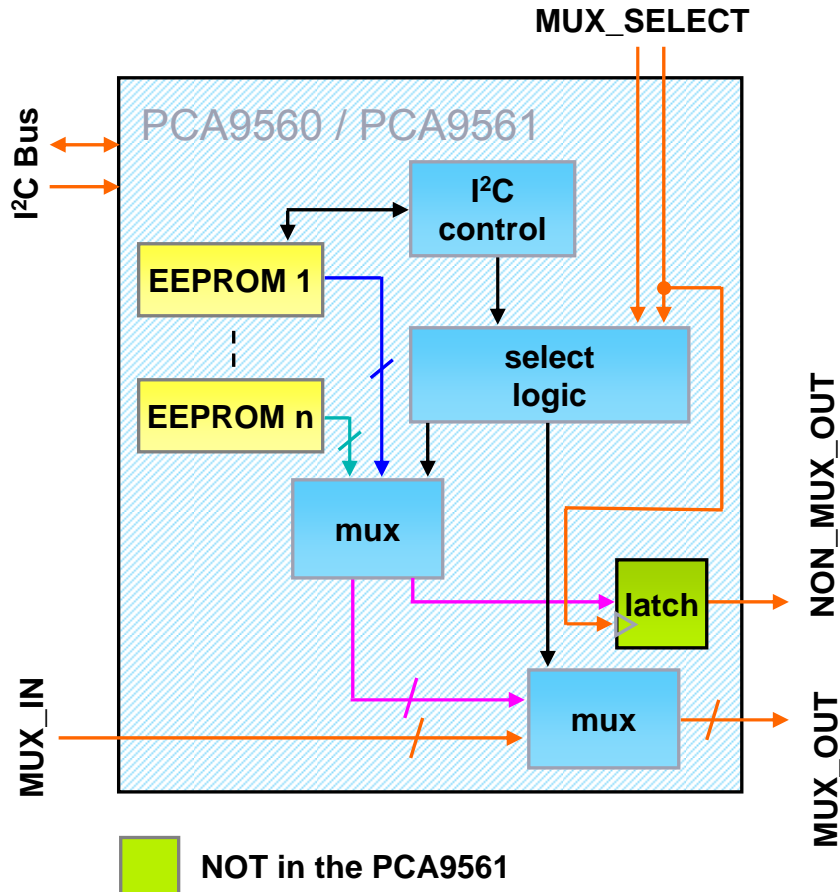 MUX_SELECT
PCA9560 / PCA9561
I²C Bus
I²C
control
EEPROM 1
select
logic
EEPROM n
mux
NON_MUX_OUT
latch
MUX_IN
mux
MUX_OUT
NOT in the PCA9561